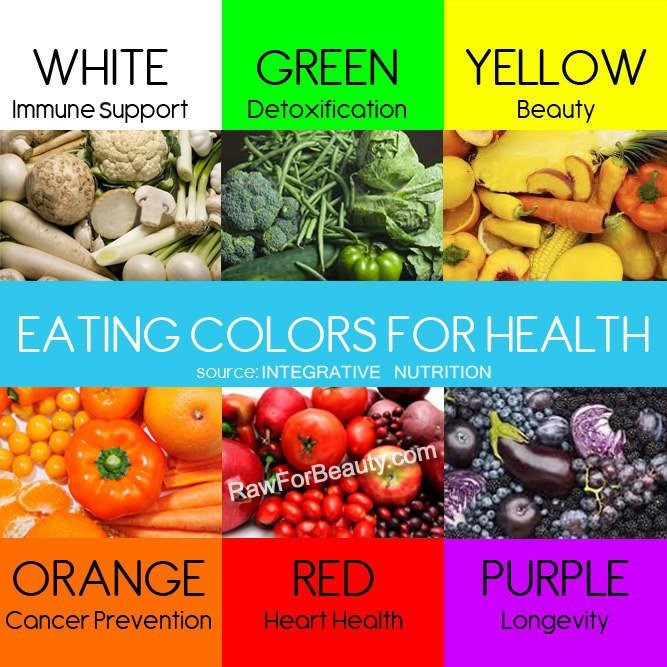 WHITE
Immune Support
GREEN
Detoxification
YELLOW
Beauty
EATING COLORS FOR HEALTH
source: INTEGRATIVE NUTRITION
RawForBeauty.com
ORANGE
Cancer Prevention
RED
Heart Health
PURPLE
Longevity